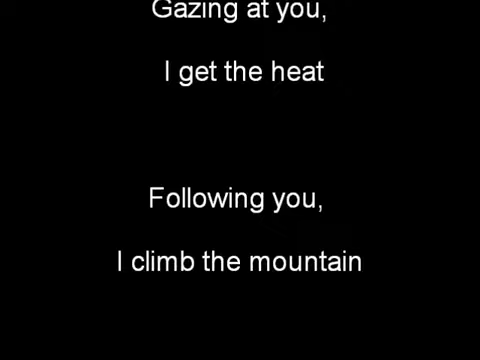 Gazing at you,
I get the heat
Following you,
I climb the mountain